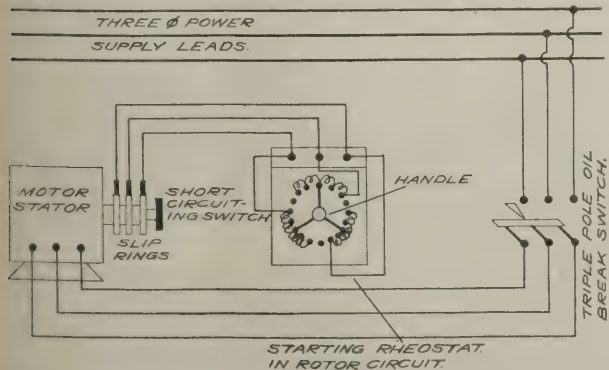 THREE ϕ POWER
SUPPLY LEADS.
MOTOR
STATOR
SHORT
CIRCUIT-
ING SWITCH
SLIP
RINGS
HANDLE
TRIPLE POLE OIL
BREAK SWITCH.
STARTING RHEOSTAT.
IN ROTOR CIRCUIT.